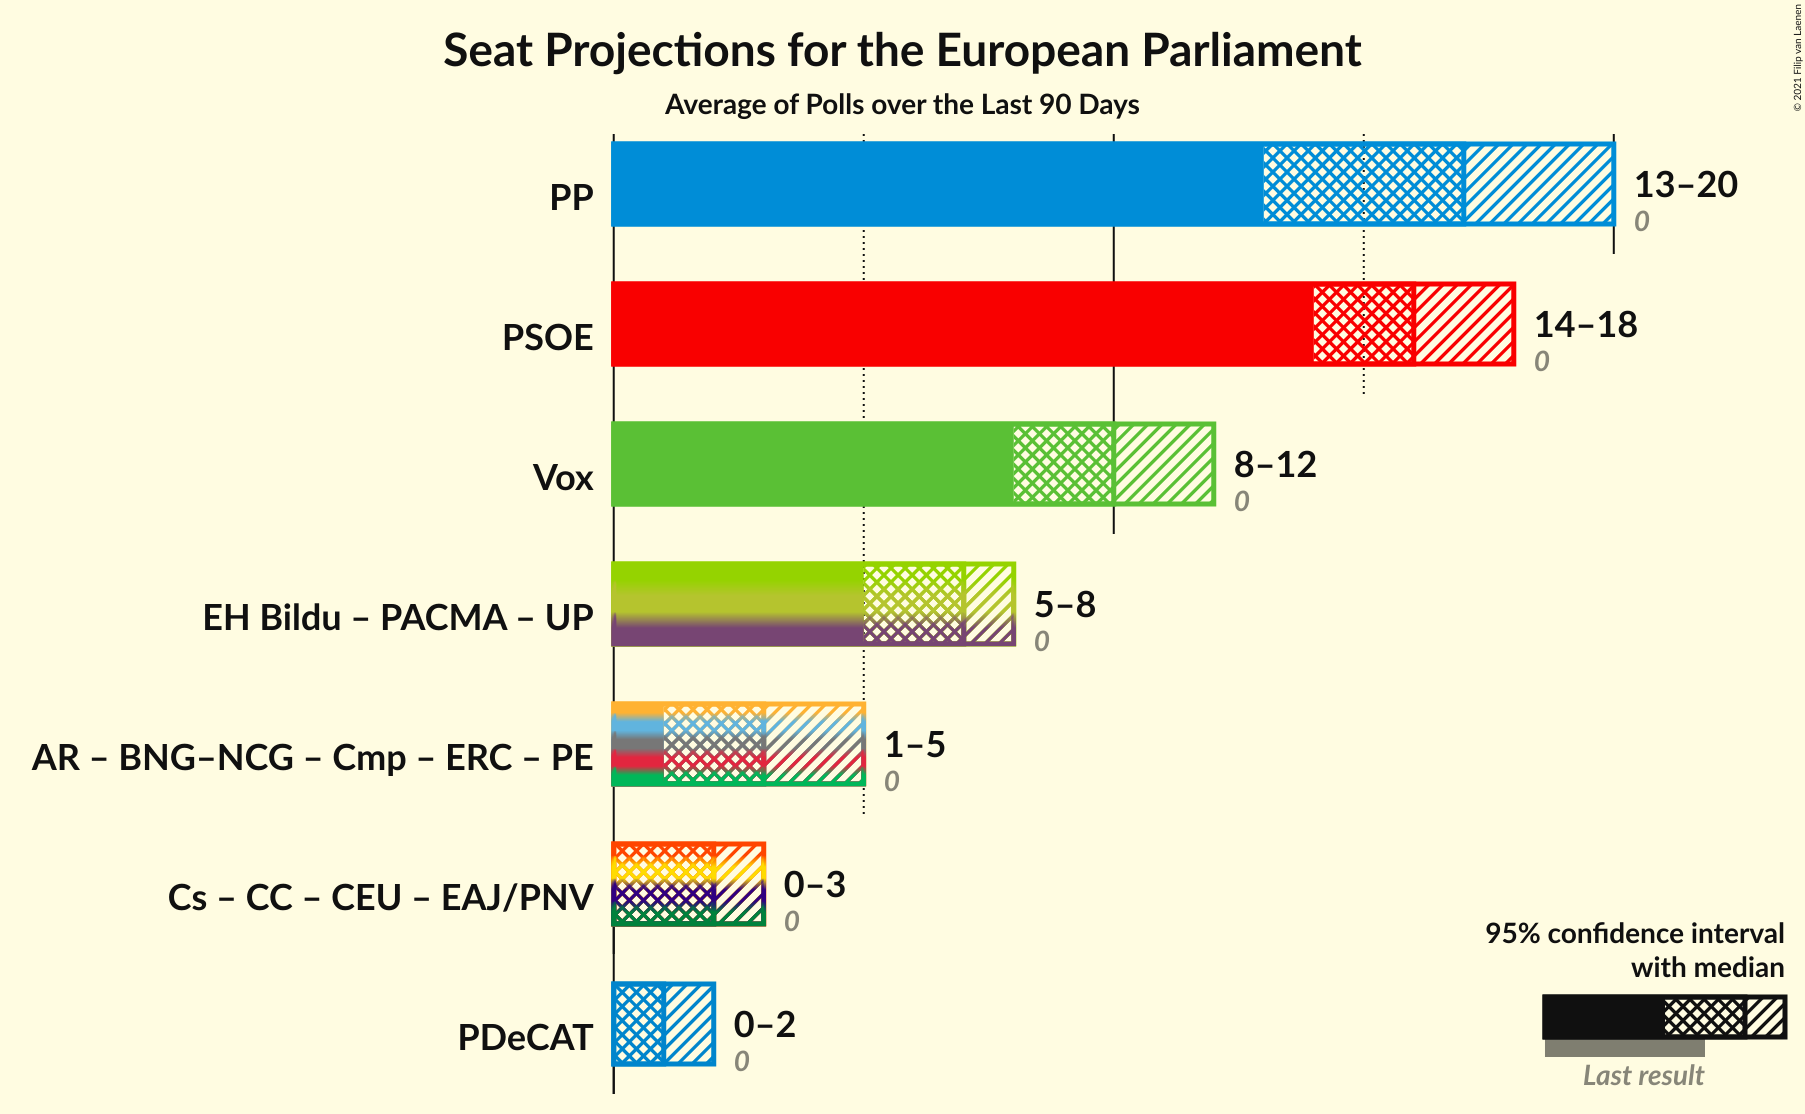 Seat Projections for the European Parliament
Average of Polls over the Last 90 Days
© 2021 Filip van Laenen
PP
13–20
0
PSOE
14–18
0
Vox
8–12
0
EH Bildu – PACMA – UP
5–8
0
AR – BNG–NCG – Cmp – ERC – PE
1–5
0
Cs – CC – CEU – EAJ/PNV
0–3
0
PDeCAT
0–2
0
95% confidence interval
with median
Last result